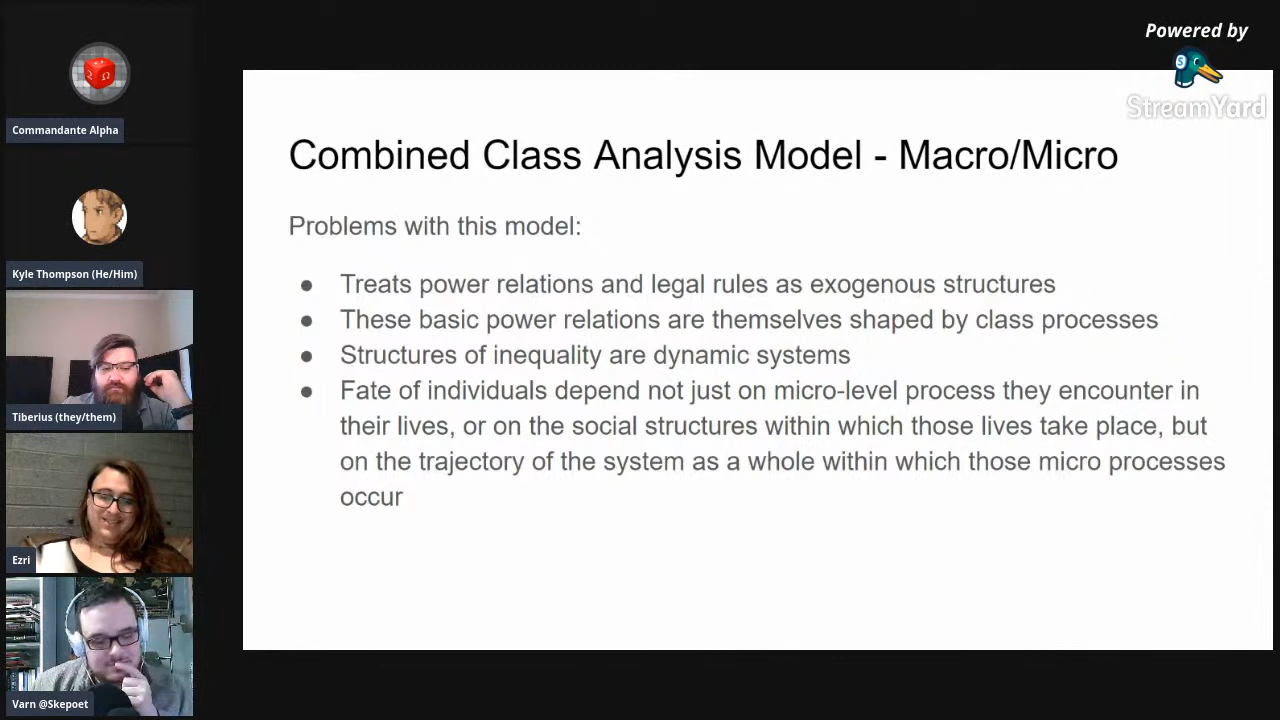 Powered by
StreamYard
Commandante Alpha
Kyle Thompson (He/Him)
Tiberius (they/them)
Ezri
Varn @Skepoet
Combined Class Analysis Model - Macro/Micro
Problems with this model:
● Treats power relations and legal rules as exogenous structures
● These basic power relations are themselves shaped by class processes
● Structures of inequality are dynamic systems
● Fate of individuals depend not just on micro-level process they encounter in
their lives, or on the social structures within which those lives take place, but
on the trajectory of the system as a whole within which those micro processes
occur